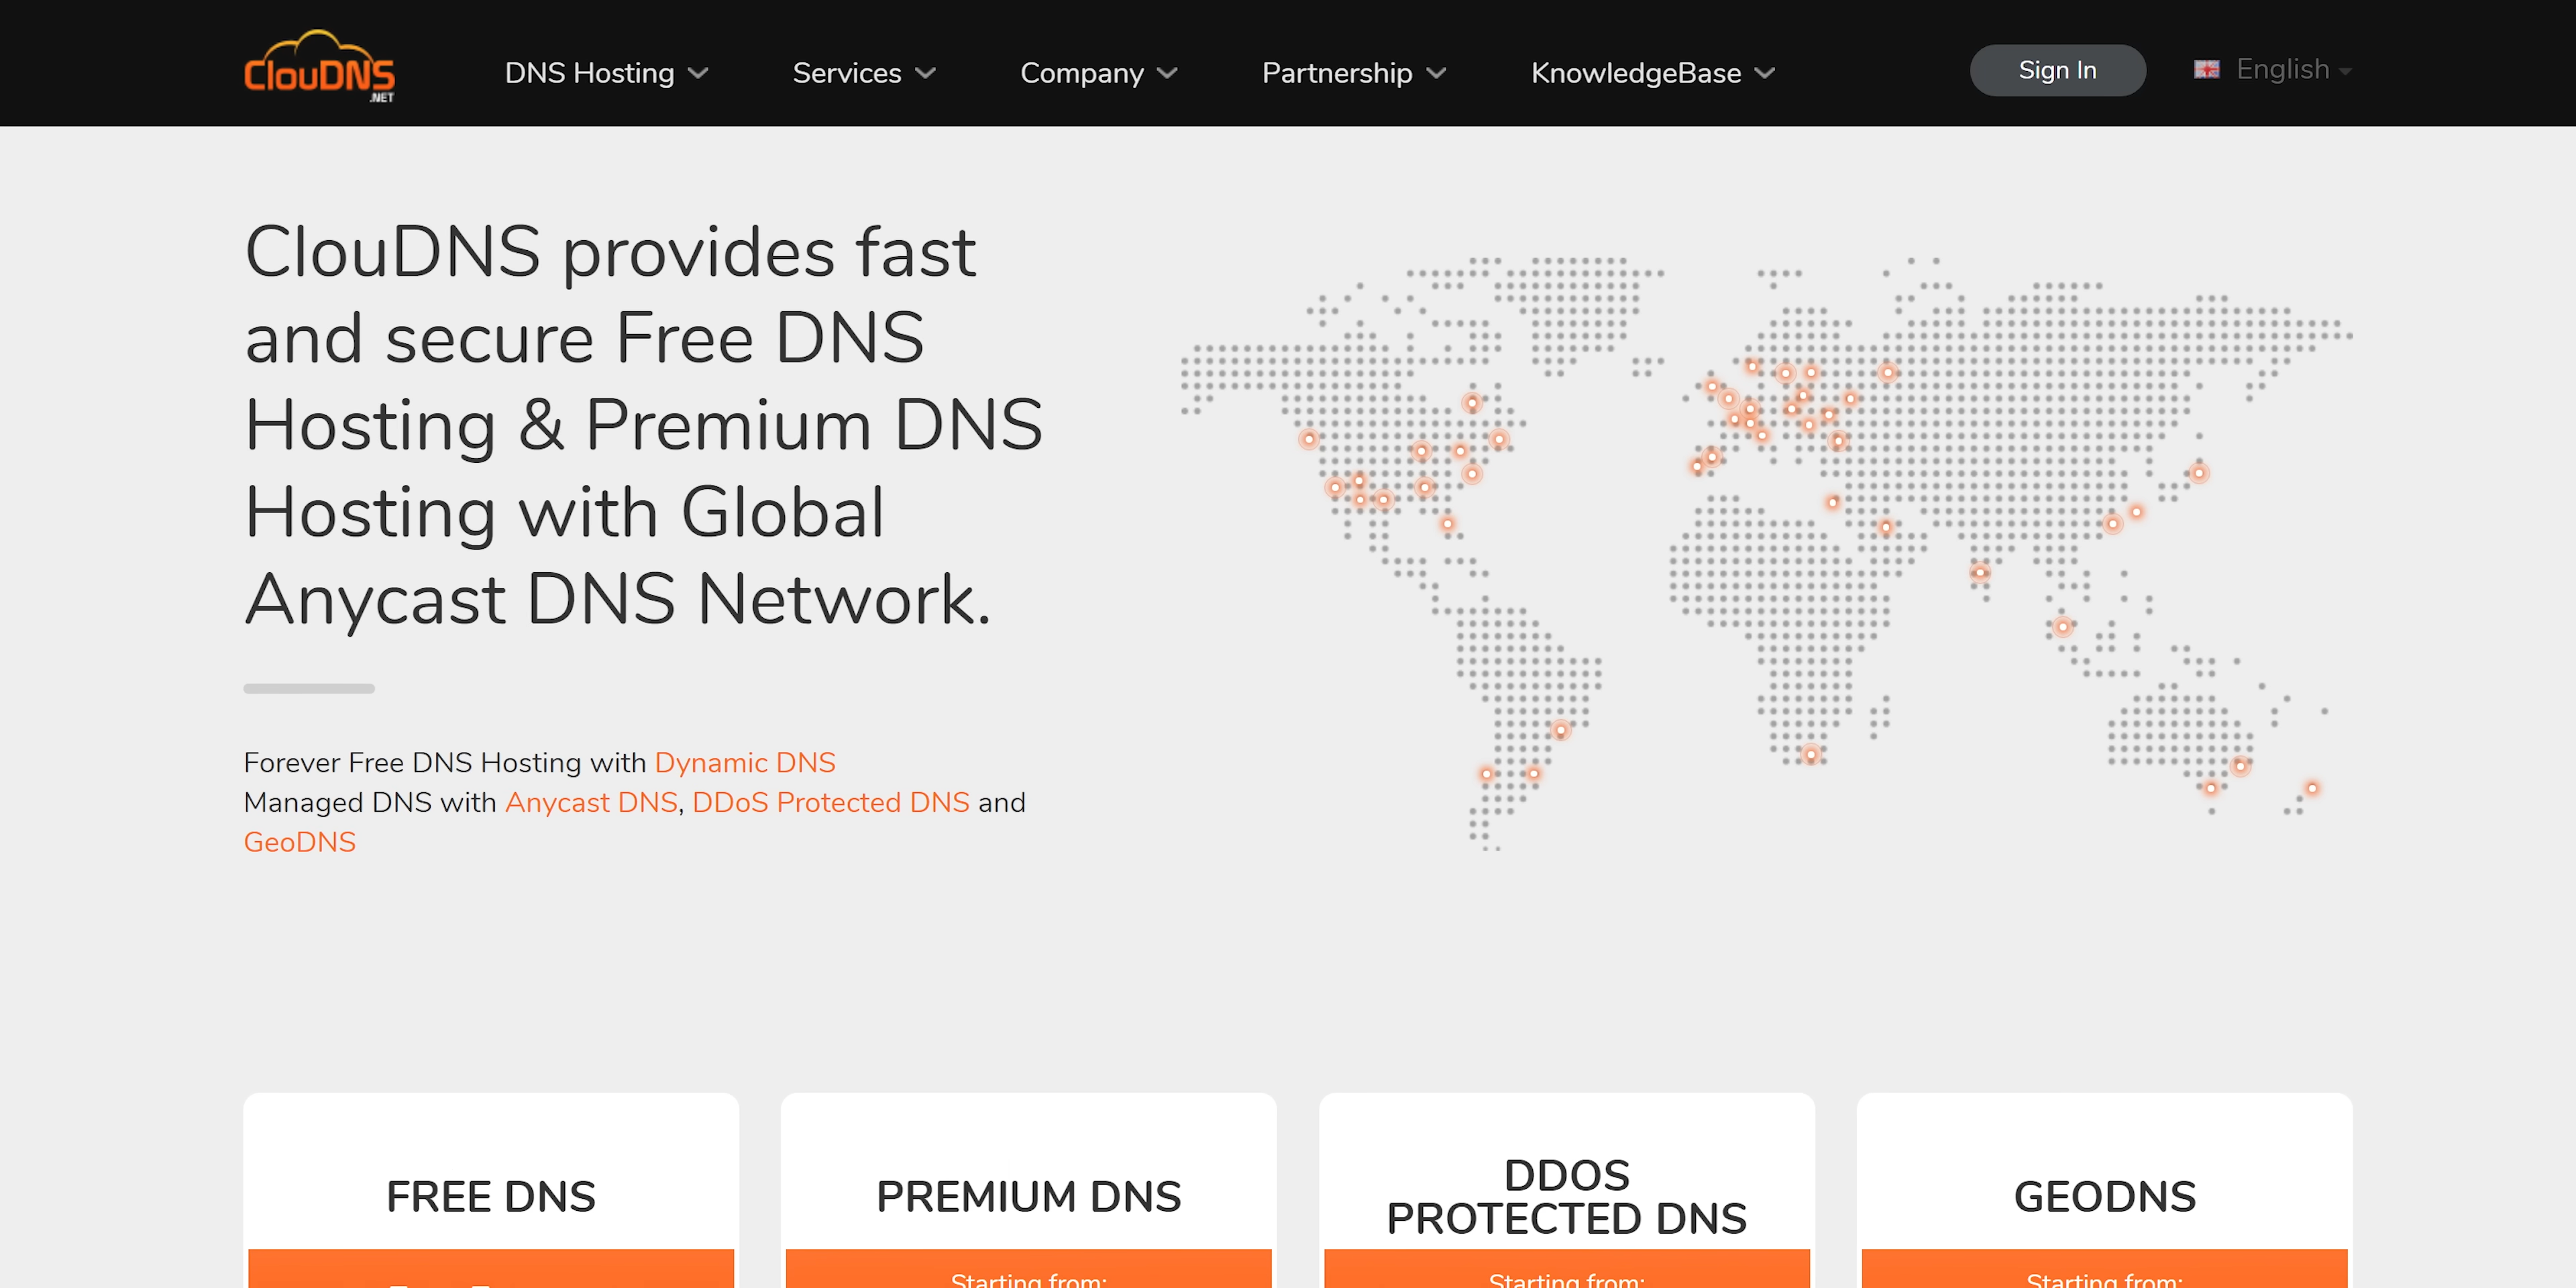 ClouDNS
.NET
DNS Hosting
Services
Company
Partnership
KnowledgeBase
Sign In
English
ClouDNS provides fast
and secure Free DNS
Hosting & Premium DNS
Hosting with Global
Anycast DNS Network.
Forever Free DNS Hosting with Dynamic DNS
Managed DNS with Anycast DNS, DDoS Protected DNS and
GeoDNS
FREE DNS
PREMIUM DNS
DDOS
PROTECTED DNS
GEODNS
Starting from:
Starting from:
Starting from: